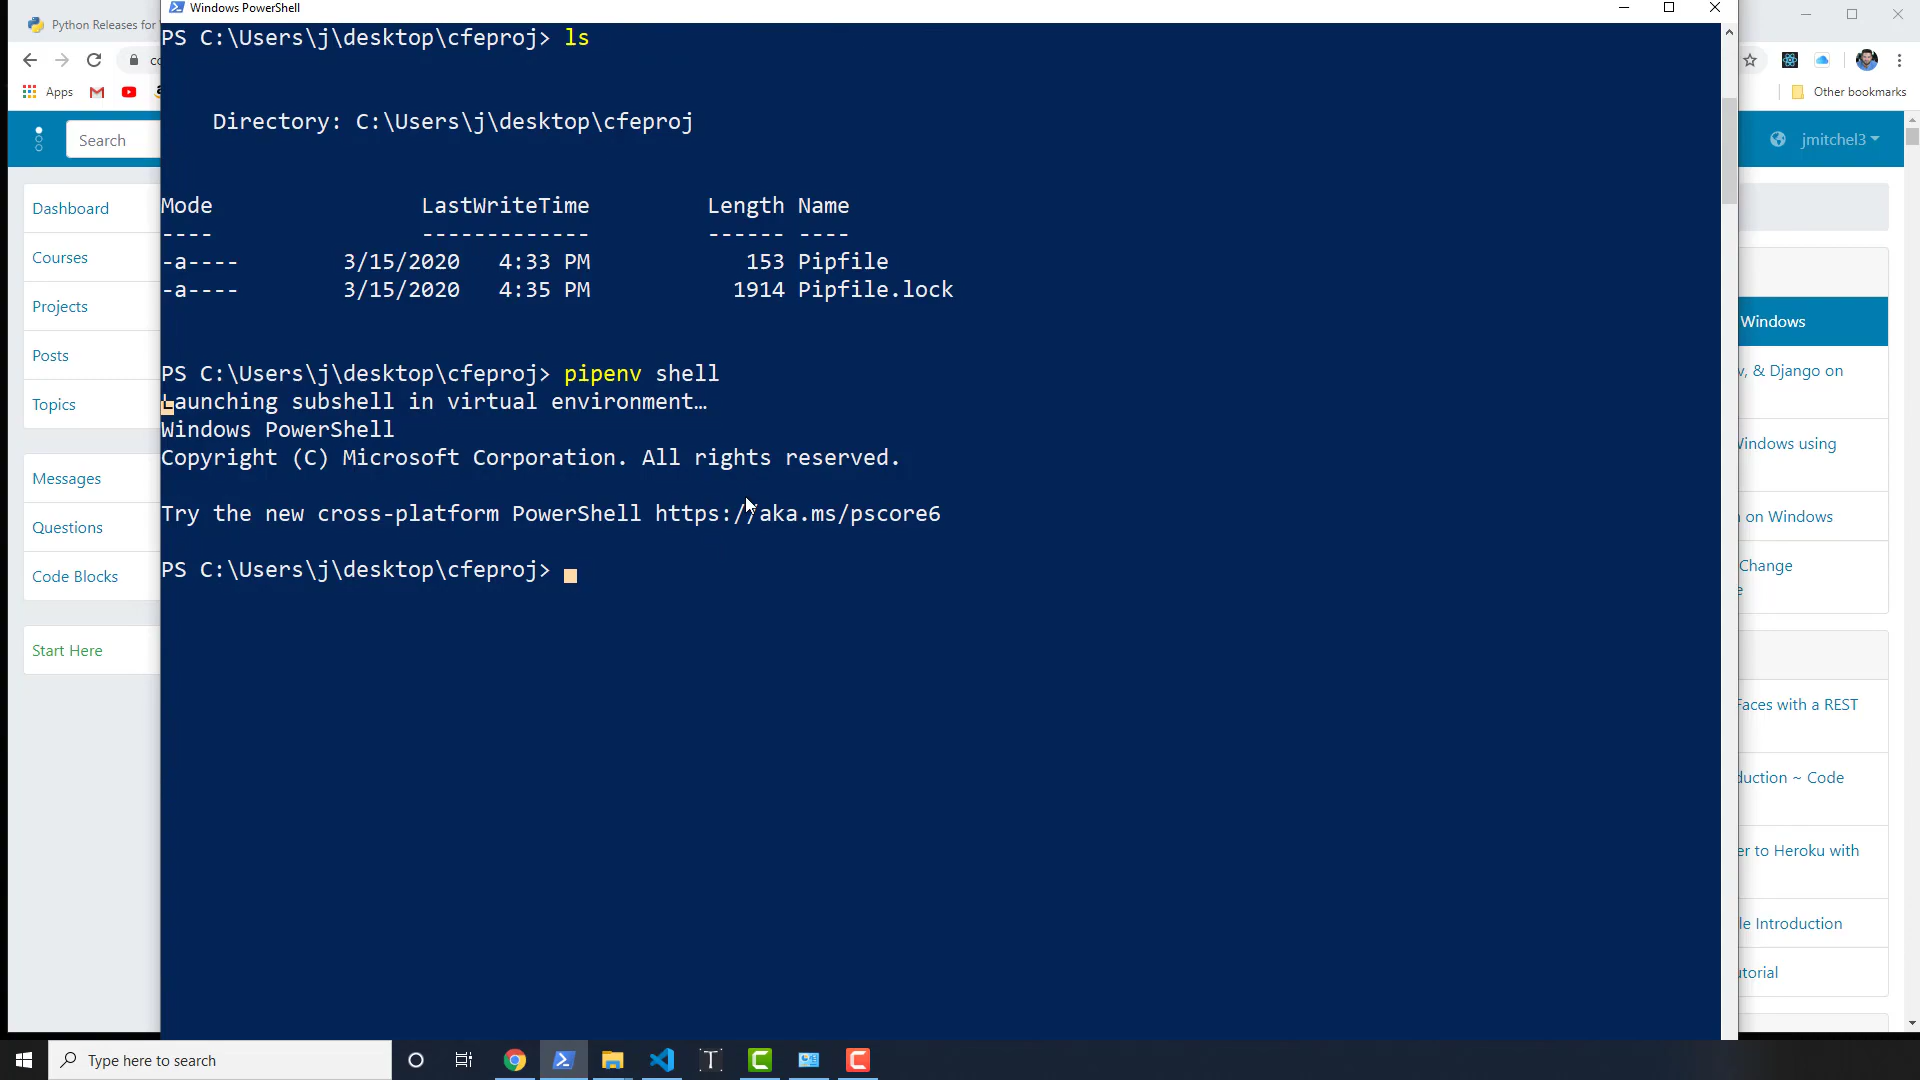 Windows PowerShell
Python Releases for
Apps
Other bookmarks
Search
jmitchel3
Dashboard
Courses
Projects
Posts
Topics
Messages
Questions
Code Blocks
Start Here
PS C:\Users\j\desktop\cfeproj> ls
Directory: C:\Users\j\desktop\cfeproj
Mode LastWriteTime Length Name
---- ------------- ------ ----
-a---- 3/15/2020 4:33 PM 153 Pipfile
-a---- 3/15/2020 4:35 PM 1914 Pipfile.lock
PS C:\Users\j\desktop\cfeproj> pipenv shell
Launching subshell in virtual environment…
Windows PowerShell
Copyright (C) Microsoft Corporation. All rights reserved.
Try the new cross-platform PowerShell https://aka.ms/pscore6
PS C:\Users\j\desktop\cfeproj>
Windows
v, & Django on
Windows using
n on Windows
Change
e
Faces with a REST
duction ~ Code
er to Heroku with
le Introduction
utorial
Type here to search